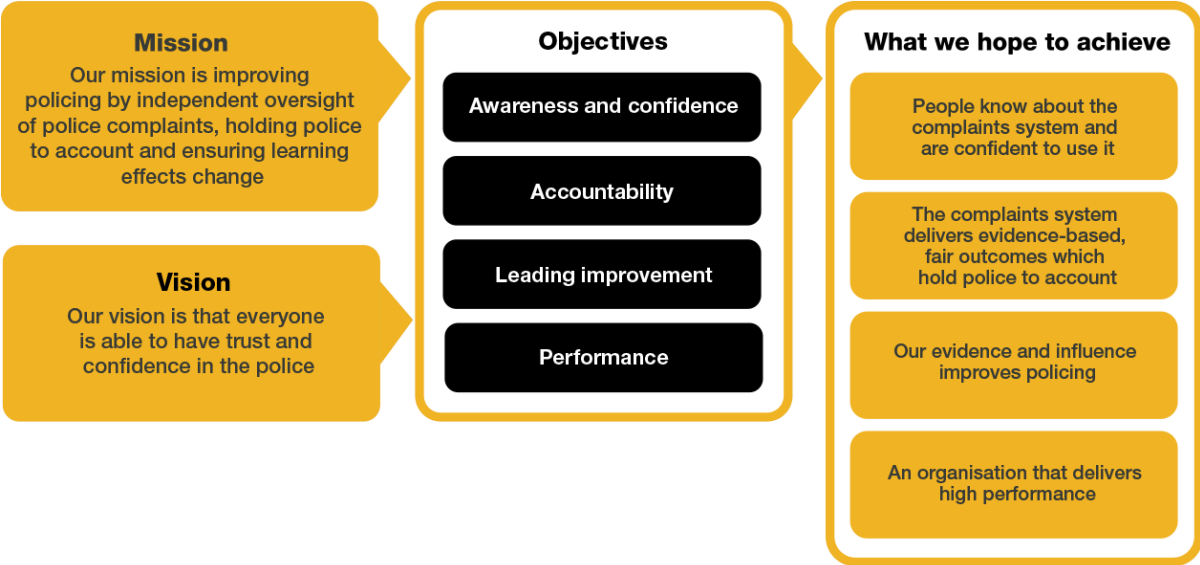 Mission
Our mission is improving
policing by independent oversight
of police complaints, holding police
to account and ensuring learning
effects change
Vision
Our vision is that everyone
is able to have trust and
confidence in the police
Objectives
Awareness and confidence
Accountability
Leading improvement
Performance
What we hope to achieve
People know about the
complaints system and
are confident to use it
The complaints system
delivers evidence-based,
fair outcomes which
hold police to account
Our evidence and influence
improves policing
An organisation that delivers
high performance